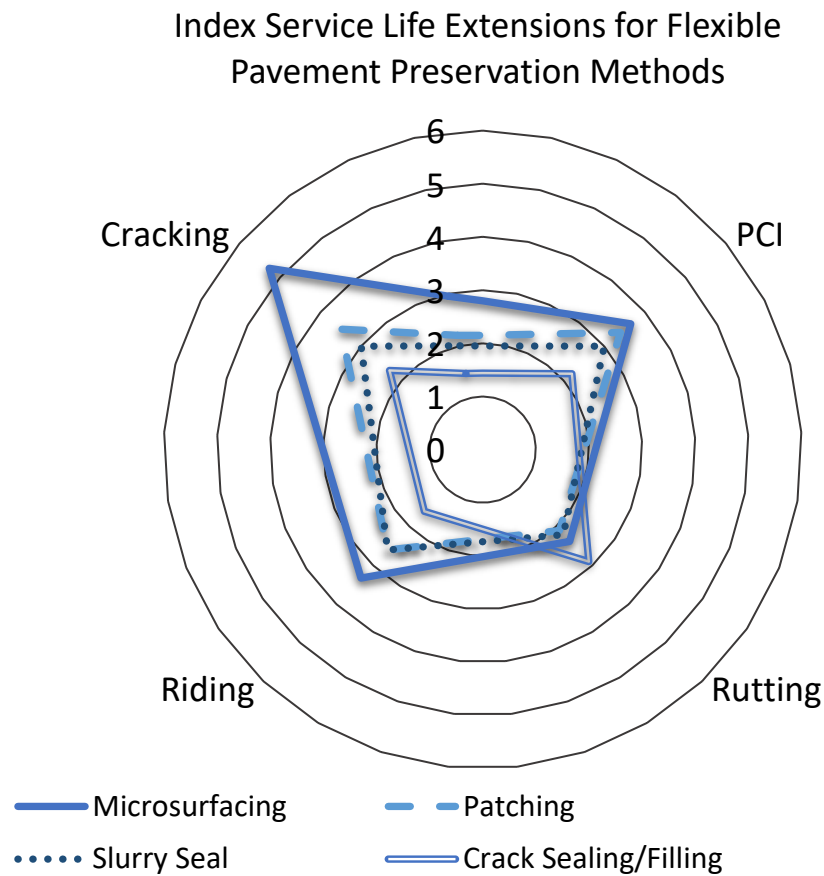 Index Service Life Extensions for Flexible
Pavement Preservation Methods
6
5
4
3
2
1
0
Cracking
PCI
Riding
Rutting
Microsurfacing
Patching
Slurry Seal
Crack Sealing/Filling